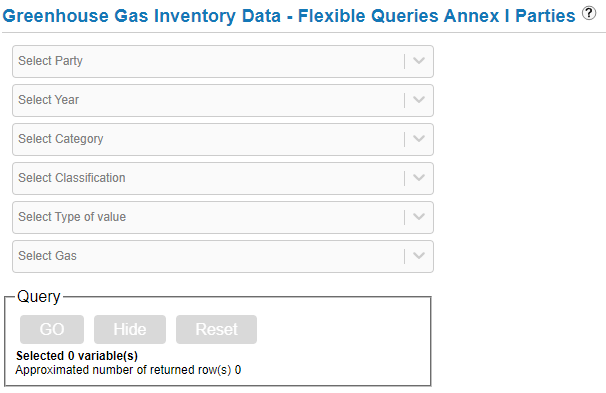 Greenhouse Gas Inventory Data - Flexible Queries Annex I Parties ?
Select Party
Select Year
Select Category
Select Classification
Select Type of value
Select Gas
Query
GO Hide Reset
Selected 0 variable(s)
Approximated number of returned row(s) 0